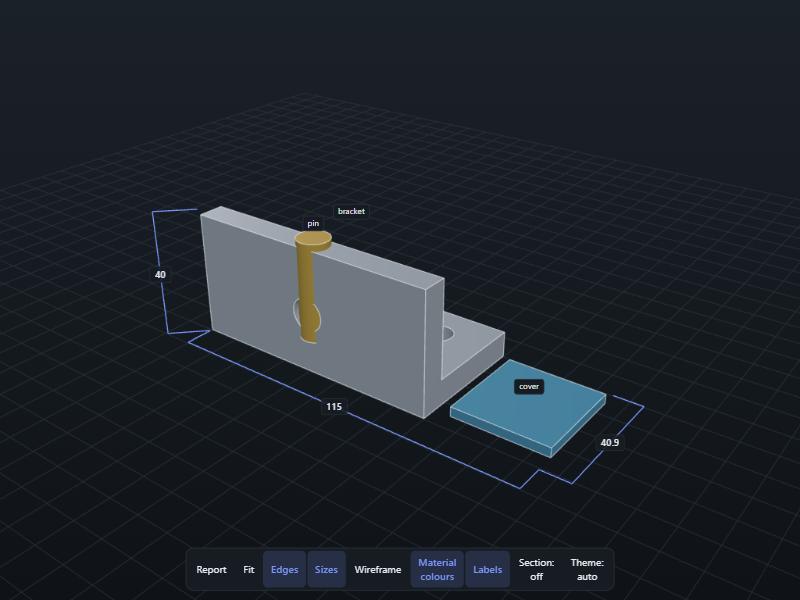 bracket
pin
40
cover
115
40.9
Report
Fit
Edges
Sizes
Wireframe
Material
colours
Labels
Section:
off
Theme:
auto